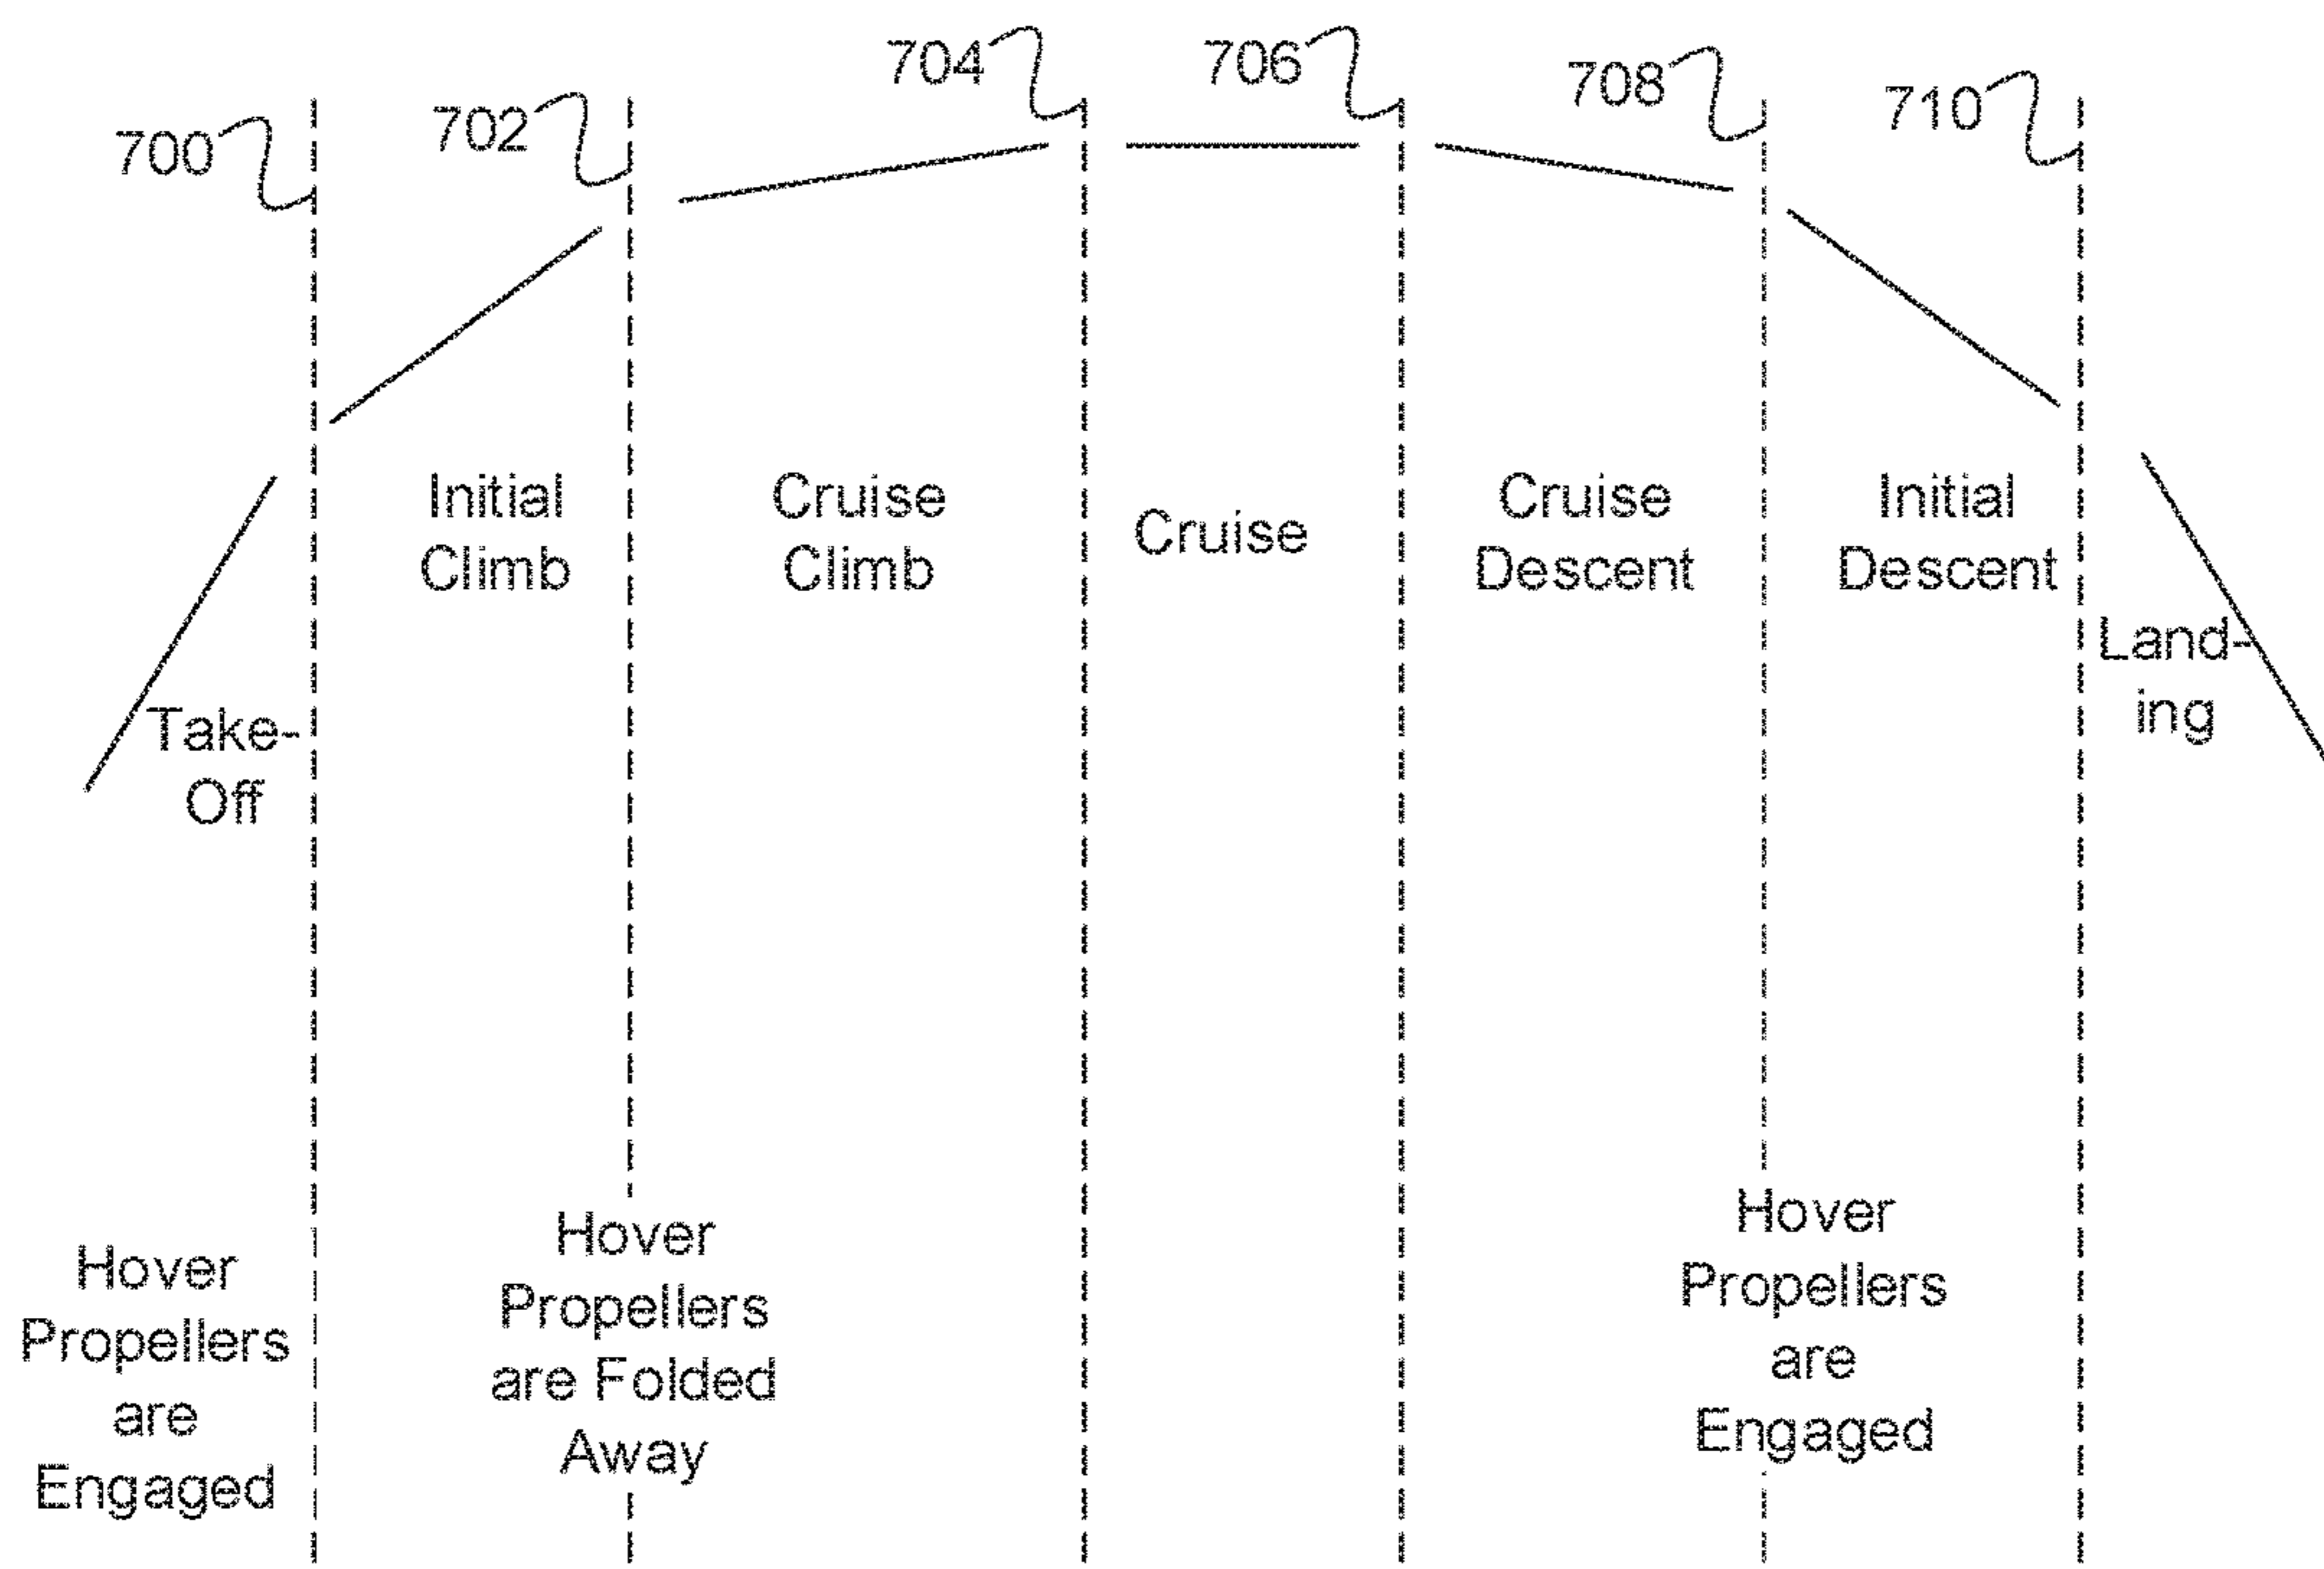 700
702
704
706
708
710
Take-
Off
Initial
Climb
Cruise
Climb
Cruise
Cruise
Descent
Initial
Descent
Land-
ing
Hover
Propellers
are
Engaged
Hover
Propellers
are Folded
Away
Hover
Propellers
are
Engaged